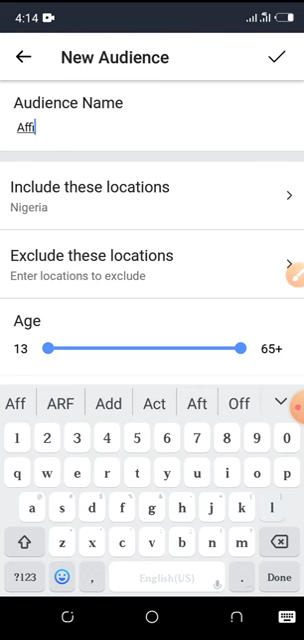 4:14
New Audience
Audience Name
Affi
Include these locations
Nigeria
Exclude these locations
Enter locations to exclude
Age
13 65+
Aff ARF Add Act Aft Off
1 2 3 4 5 6 7 8 9 0
q w e r t y u i o p
a s d f g h j k l
z x c v b n m
?123 , English(US) . Done